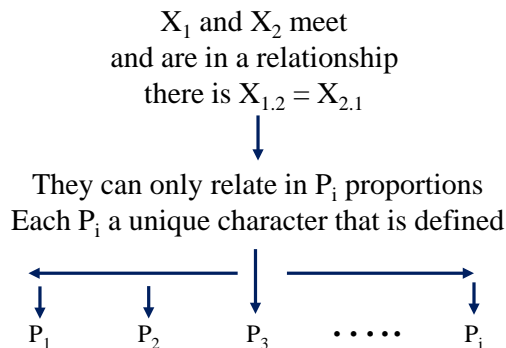 X₁ and X₂ meet
and are in a relationship
there is X₁.₂ = X₂.₁
They can only relate in Pᵢ proportions
Each Pᵢ a unique character that is defined
P₁ P₂ P₃ ····· Pᵢ